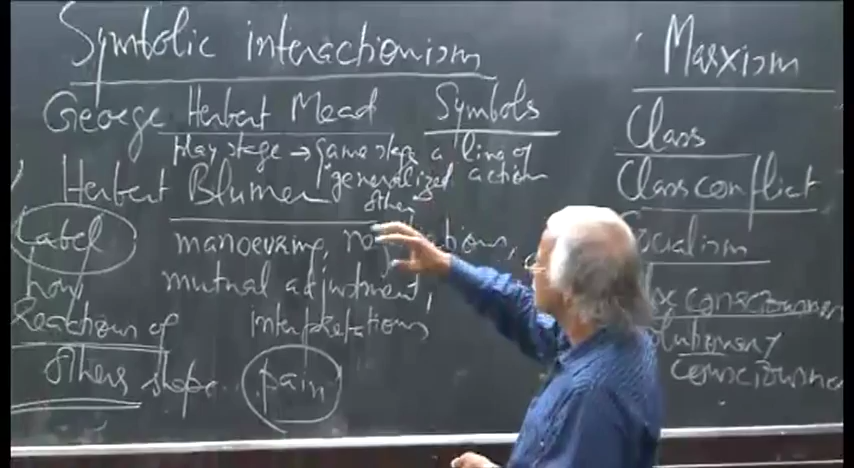 Symbolic interactionism
George Herbert Mead Symbols
play stage → game stage a line of
generalized action
other
Herbert Blumer
Label manoevring,
mutual adjustment,
how
Reactions of interpretations
others shape pain
Marxism
Class
Class conflict
Socialism
consciousness
consciousness